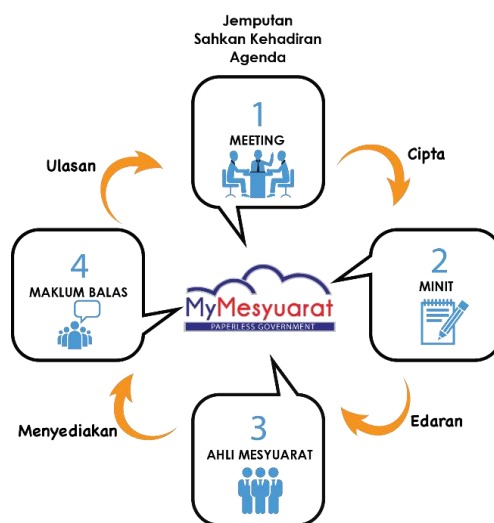 Jemputan
Sahkan Kehadiran
Agenda
1
MEETING
Ulasan
Cipta
4
MAKLUM BALAS
2
MINIT
MyMesyuarat
PAPERLESS GOVERNMENT
Menyediakan
Edaran
3
AHLI MESYUARAT